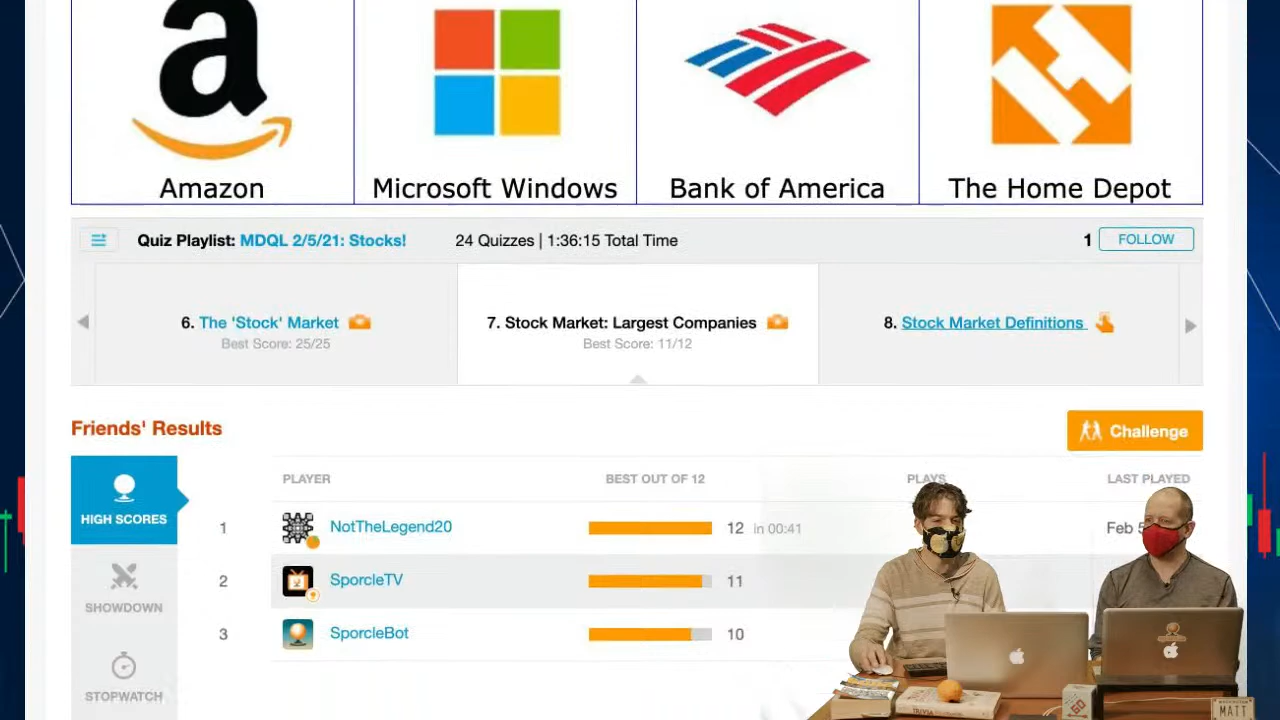 Amazon
Microsoft Windows
Bank of America
The Home Depot
Quiz Playlist: MDQL 2/5/21: Stocks! 24 Quizzes | 1:36:15 Total Time 1 FOLLOW
6. The 'Stock' Market 7. Stock Market: Largest Companies 8. Stock Market Definitions
Best Score: 25/25 Best Score: 11/12
Friends' Results Challenge
PLAYER BEST OUT OF 12 PLAYS LAST PLAYED
HIGH SCORES
1 NotTheLegend20 12 in 00:41 Feb 5
2 SporcleTV 11
SHOWDOWN
3 SporcleBot 10
STOPWATCH
TRIVIA
MATT